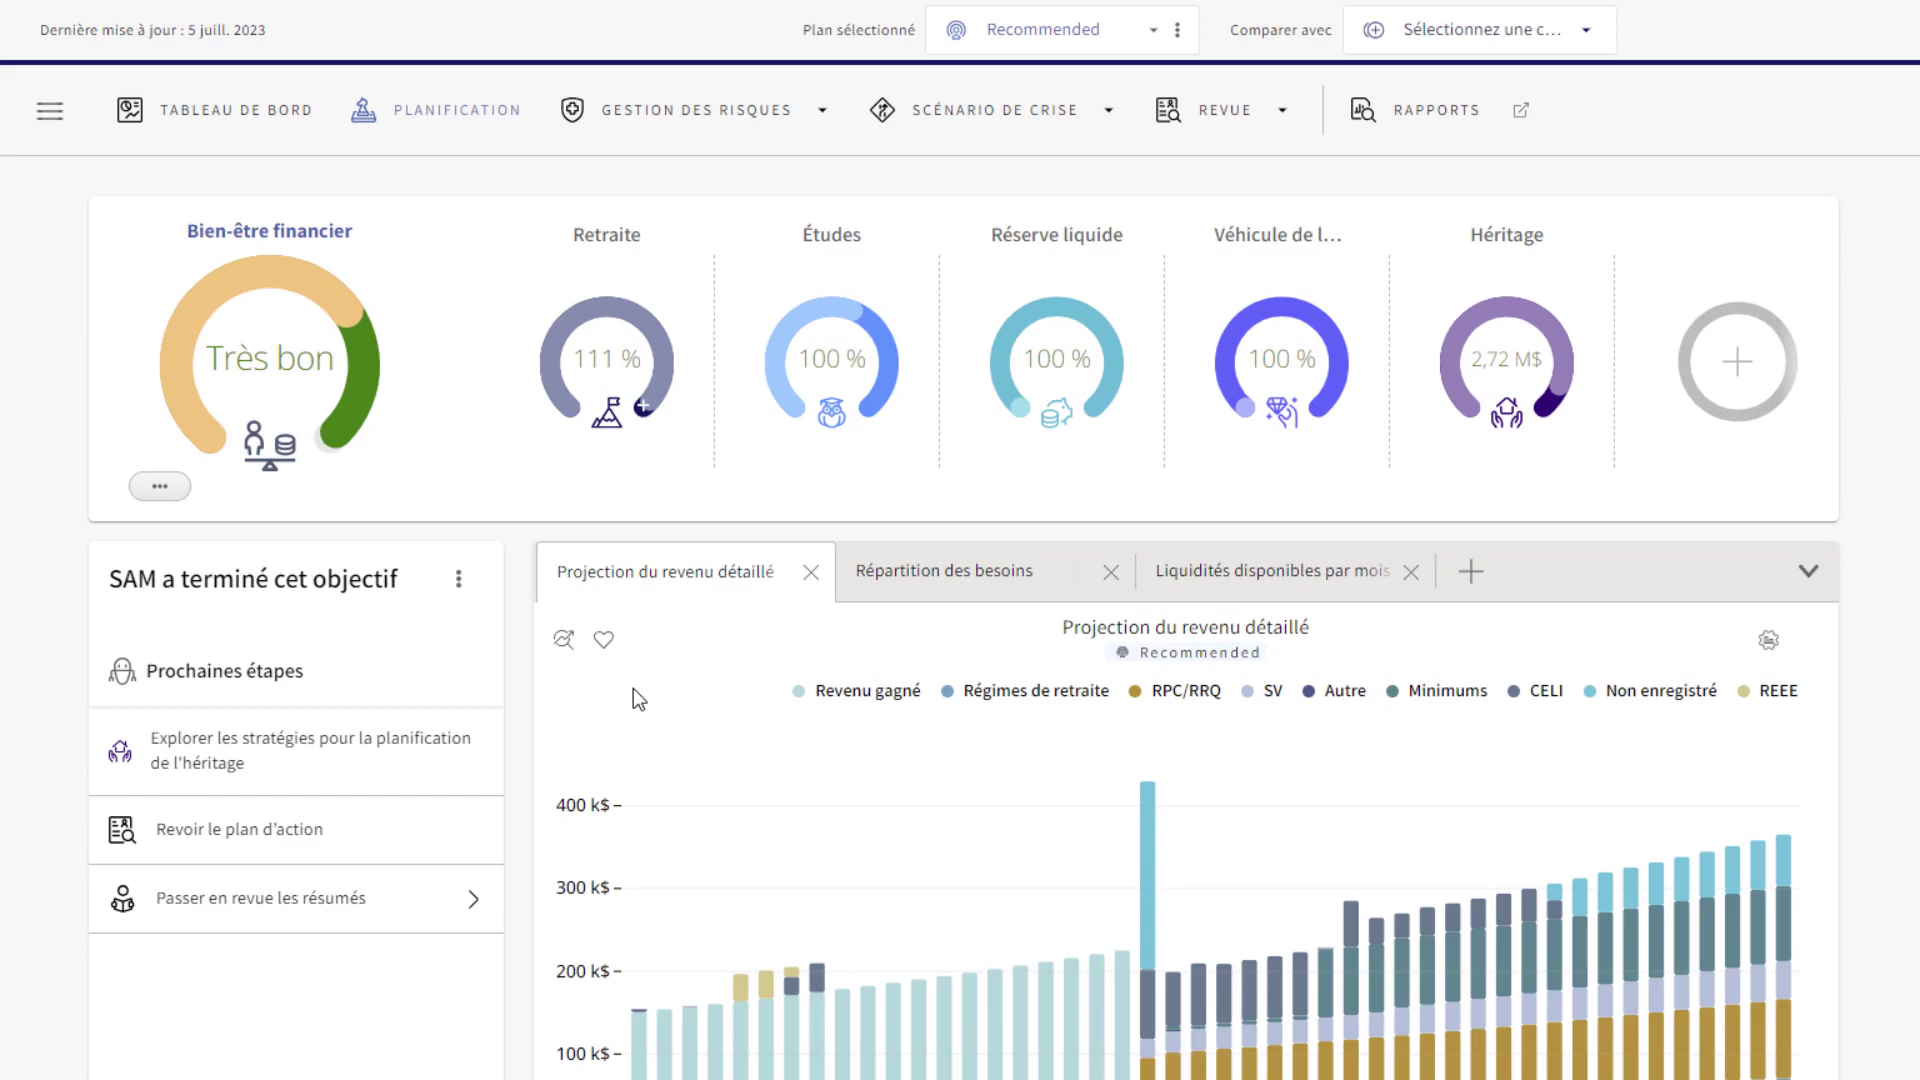 Dernière mise à jour : 5 juill. 2023
Plan sélectionné
Recommended
Comparer avec
Sélectionnez une c...
TABLEAU DE BORD
PLANIFICATION
GESTION DES RISQUES
SCÉNARIO DE CRISE
REVUE
RAPPORTS
Bien-être financier
Très bon
Retraite
111 %
Études
100 %
Réserve liquide
100 %
Véhicule de l...
100 %
Héritage
2,72 M$
SAM a terminé cet objectif
Prochaines étapes
Explorer les stratégies pour la planification
de l'héritage
Revoir le plan d’action
Passer en revue les résumés
Projection du revenu détaillé
Répartition des besoins
Liquidités disponibles par mois
Projection du revenu détaillé
Recommended
Revenu gagné
Régimes de retraite
RPC/RRQ
SV
Autre
Minimums
CELI
Non enregistré
REEE
400 k$
300 k$
200 k$
100 k$